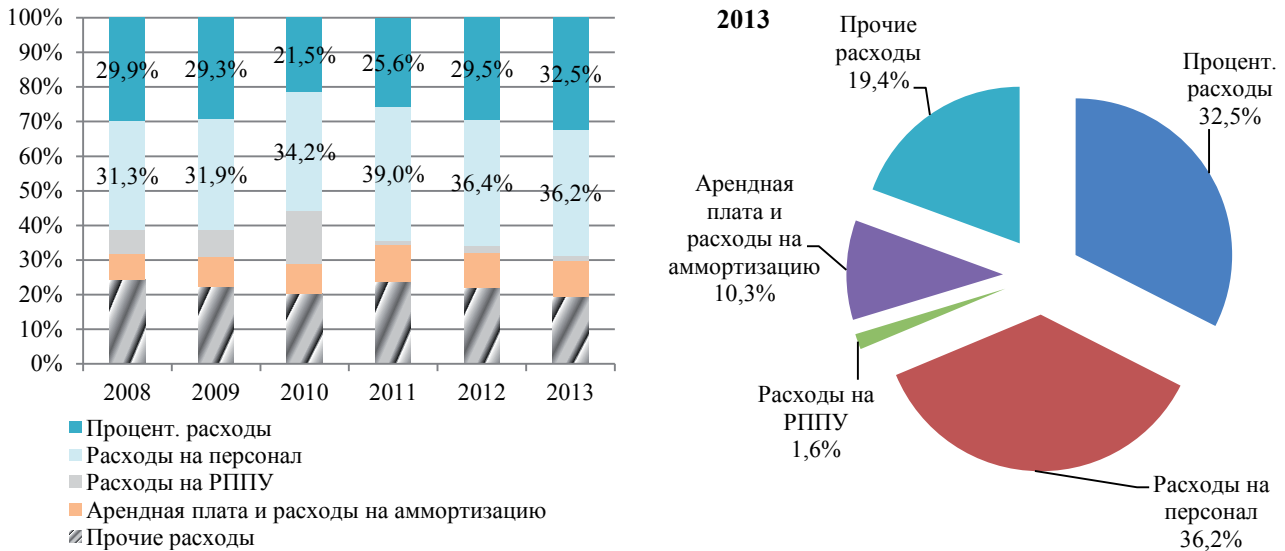 100%
90%
80%
70%
60%
50%
40%
30%
20%
10%
0%
29,9%
29,3%
21,5%
25,6%
29,5%
32,5%
31,3%
31,9%
34,2%
39,0%
36,4%
36,2%
2008
2009
2010
2011
2012
2013
Процент. расходы
Расходы на персонал
Расходы на РППУ
Арендная плата и расходы на аммортизацию
Прочие расходы
2013
Прочие
расходы
19,4%
Процент.
расходы
32,5%
Арендная
плата и
расходы на
аммортизацию
10,3%
Расходы на
РППУ
1,6%
Расходы на
персонал
36,2%